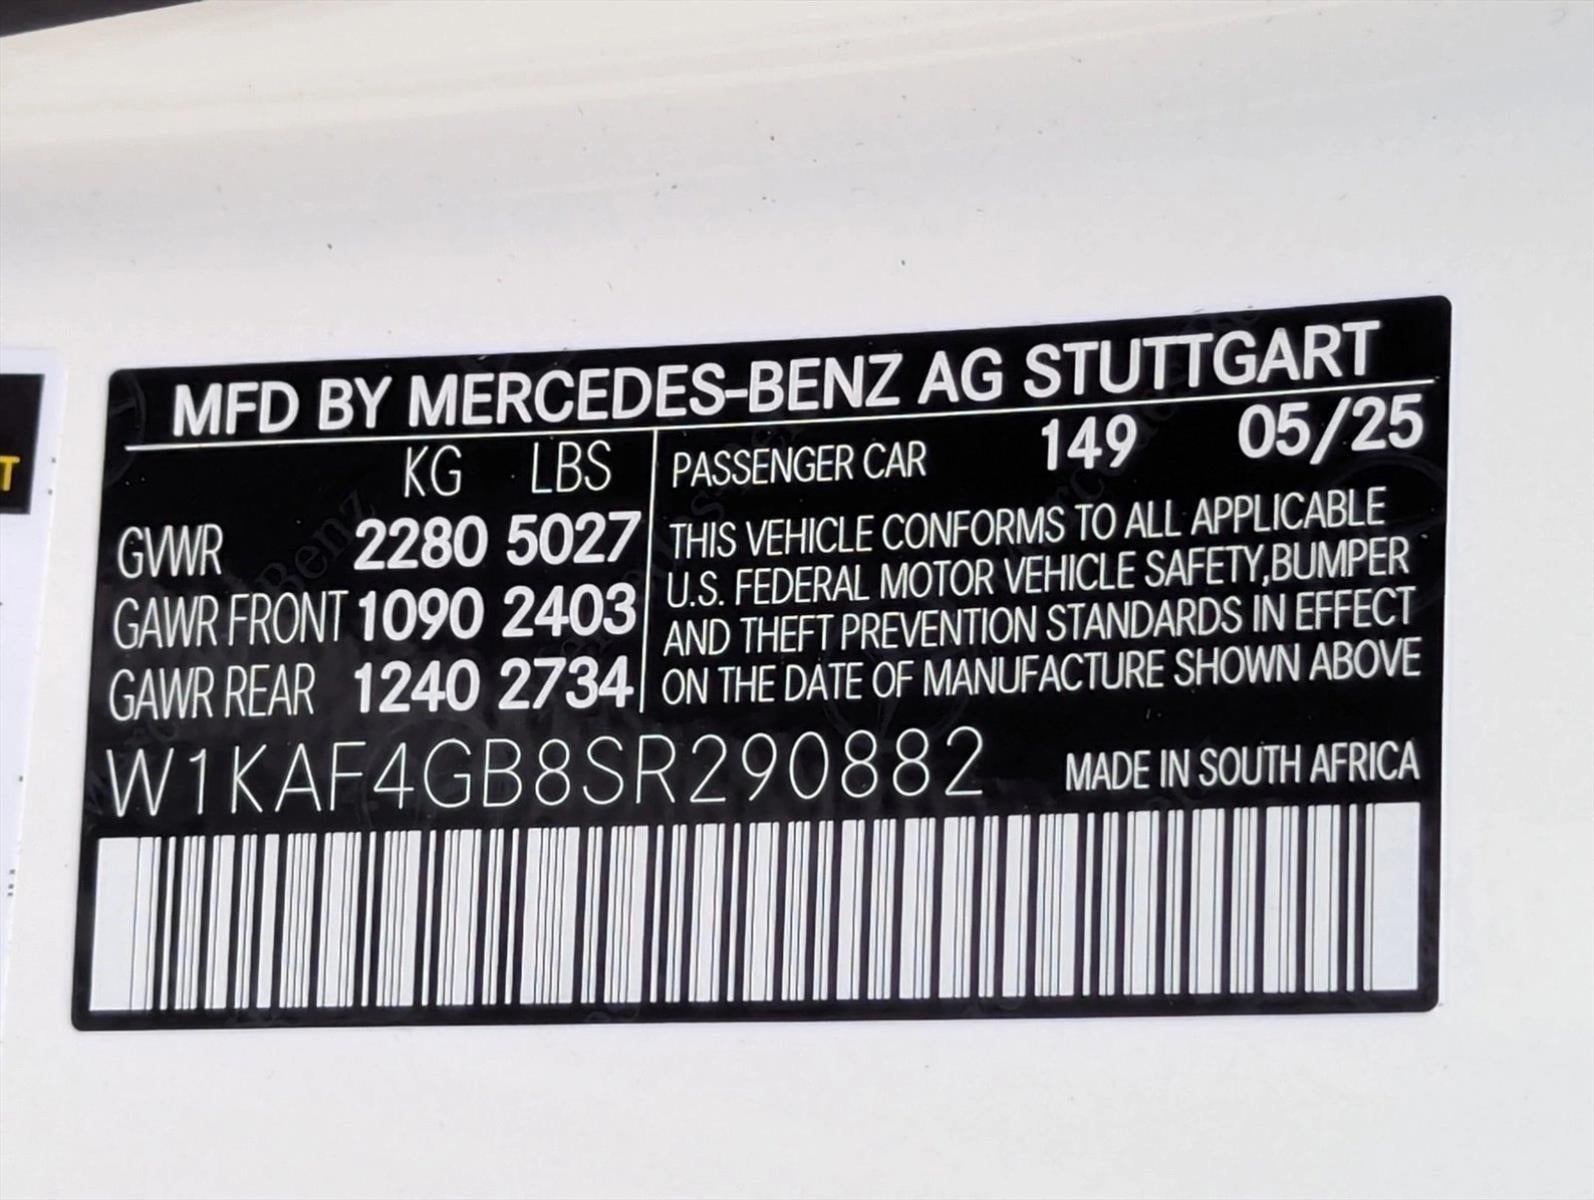 MFD BY MERCEDES-BENZ AG STUTTGART
KG LBS
GVWR 2280 5027
GAWR FRONT 1090 2403
GAWR REAR 1240 2734
PASSENGER CAR 149 05/25
THIS VEHICLE CONFORMS TO ALL APPLICABLE
U.S. FEDERAL MOTOR VEHICLE SAFETY,BUMPER
AND THEFT PREVENTION STANDARDS IN EFFECT
ON THE DATE OF MANUFACTURE SHOWN ABOVE
W1KAF4GB8SR290882
MADE IN SOUTH AFRICA
T